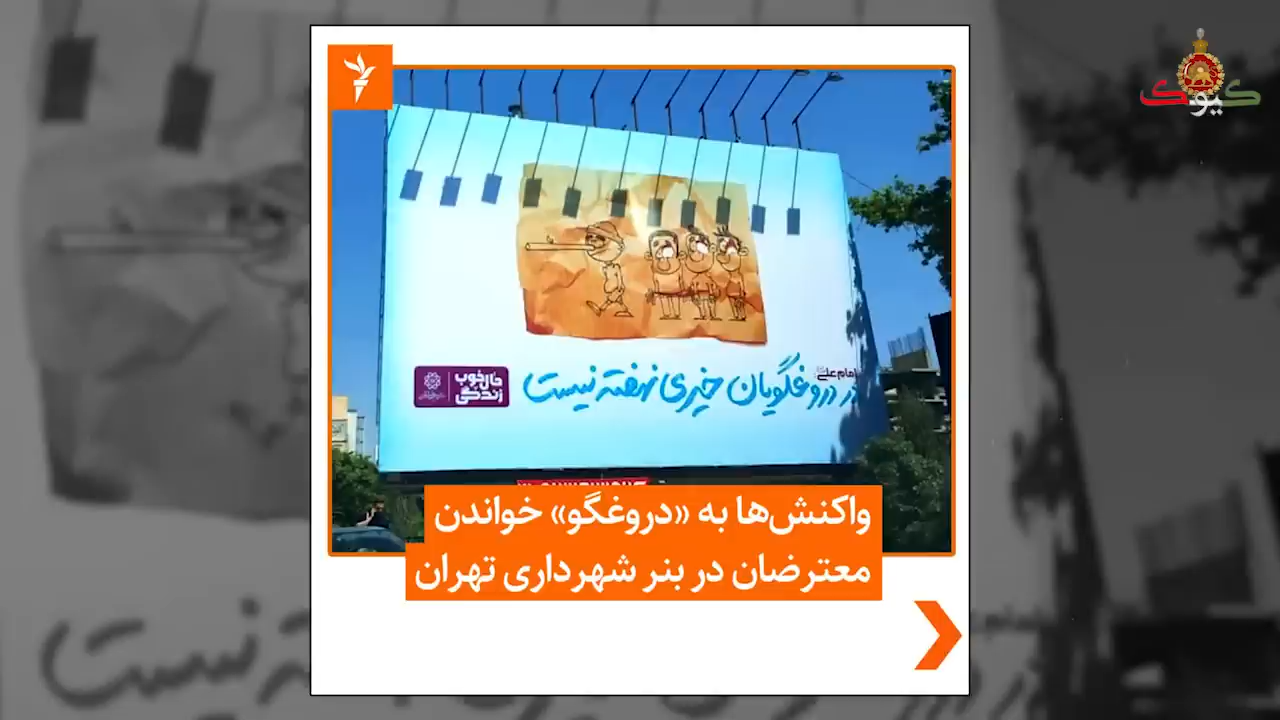 کیوک
امام علی
در دروغگویان خیری نهفته نیست
حال خوب
زندگی
واکنش‌ها به «دروغگو» خواندن
معترضان در بنر شهرداری تهران